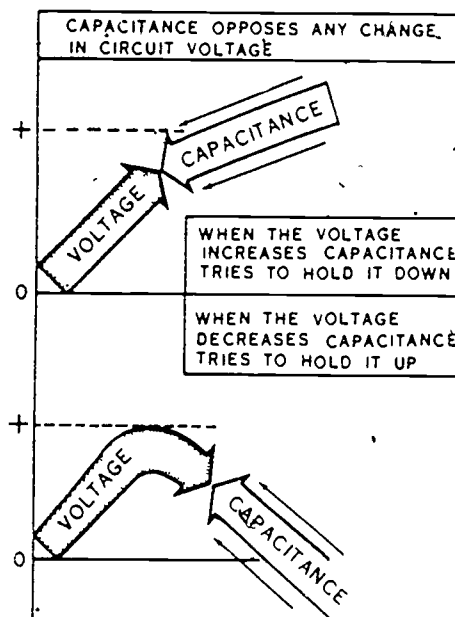 CAPACITANCE OPPOSES ANY CHANGE
IN CIRCUIT VOLTAGE
+
CAPACITANCE
VOLTAGE
WHEN THE VOLTAGE
INCREASES CAPACITANCE
TRIES TO HOLD IT DOWN
0
WHEN THE VOLTAGE
DECREASES CAPACITANCE
TRIES TO HOLD IT UP
+
VOLTAGE
CAPACITANCE
0